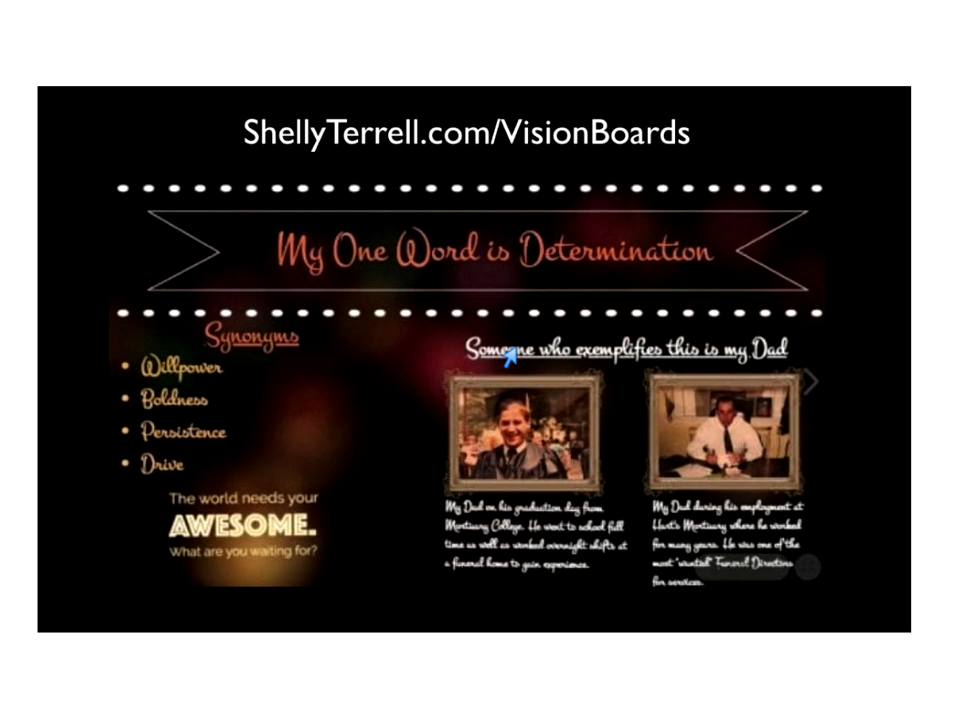 ShellyTerrell.com/VisionBoards
My One Word is Determination
Synonyms
• Willpower
• Boldness
• Persistence
• Drive
The world needs your
AWESOME.
What are you waiting for?
Someone who exemplifies this is my Dad
My Dad on his graduation day from
Mortuary College. He went to school full
time as well as worked overnight shifts at
a funeral home to gain experience.
My Dad during his employment at
Hart's Mortuary where he worked
for many years. He was one of the
most "wanted" Funeral Directors
for services.